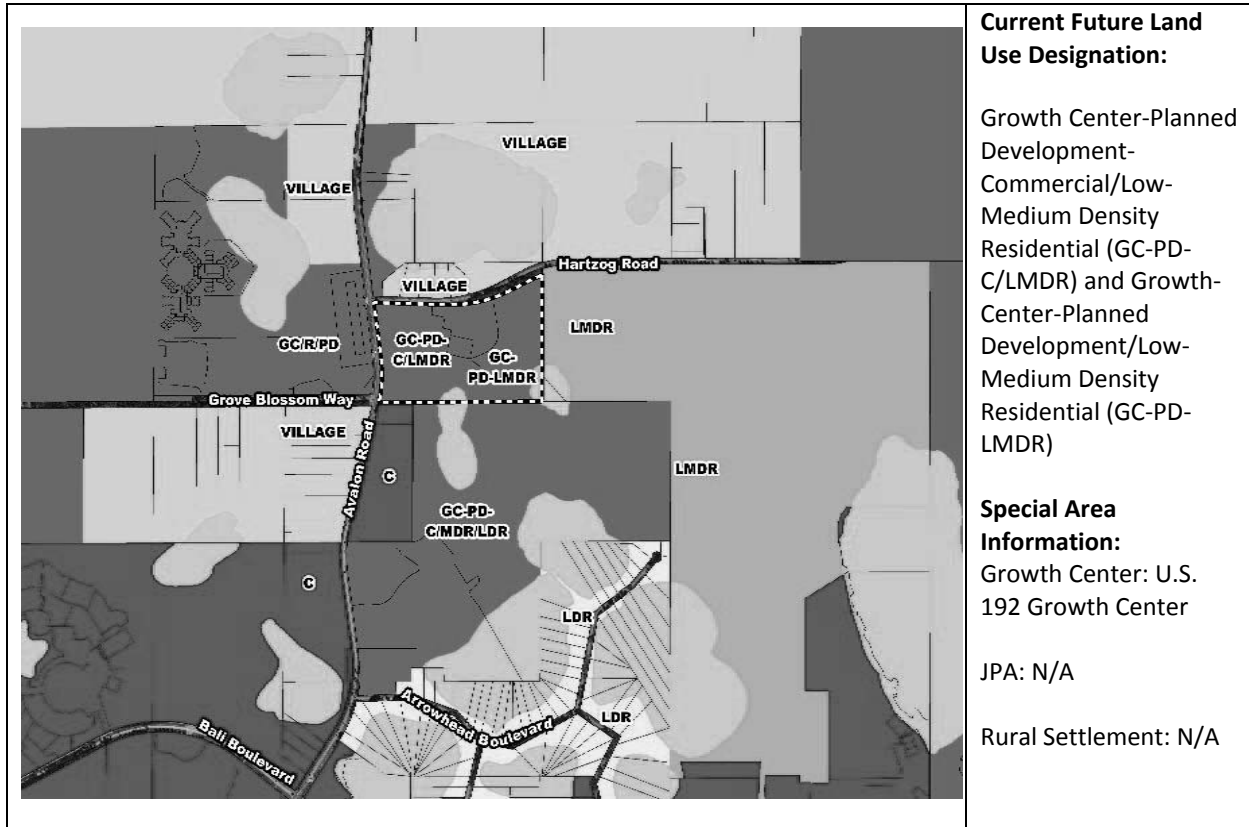 VILLAGE
VILLAGE
Hartzog Road
VILLAGE
LMDR
GC-PD-
C/LMDR
GC/R/PD
GC-
PD-LMDR
Grove Blossom Way
VILLAGE
Avalon Road
C
LMDR
GC-PD-
C/MDR/LDR
C
LDR
Arrowhead Boulevard
LDR
Bali Boulevard
Current Future Land
Use Designation:
Growth Center-Planned
Development-
Commercial/Low-
Medium Density
Residential (GC-PD-
C/LMDR) and Growth-
Center-Planned
Development/Low-
Medium Density
Residential (GC-PD-
LMDR)
Special Area
Information:
Growth Center: U.S.
192 Growth Center
JPA: N/A
Rural Settlement: N/A